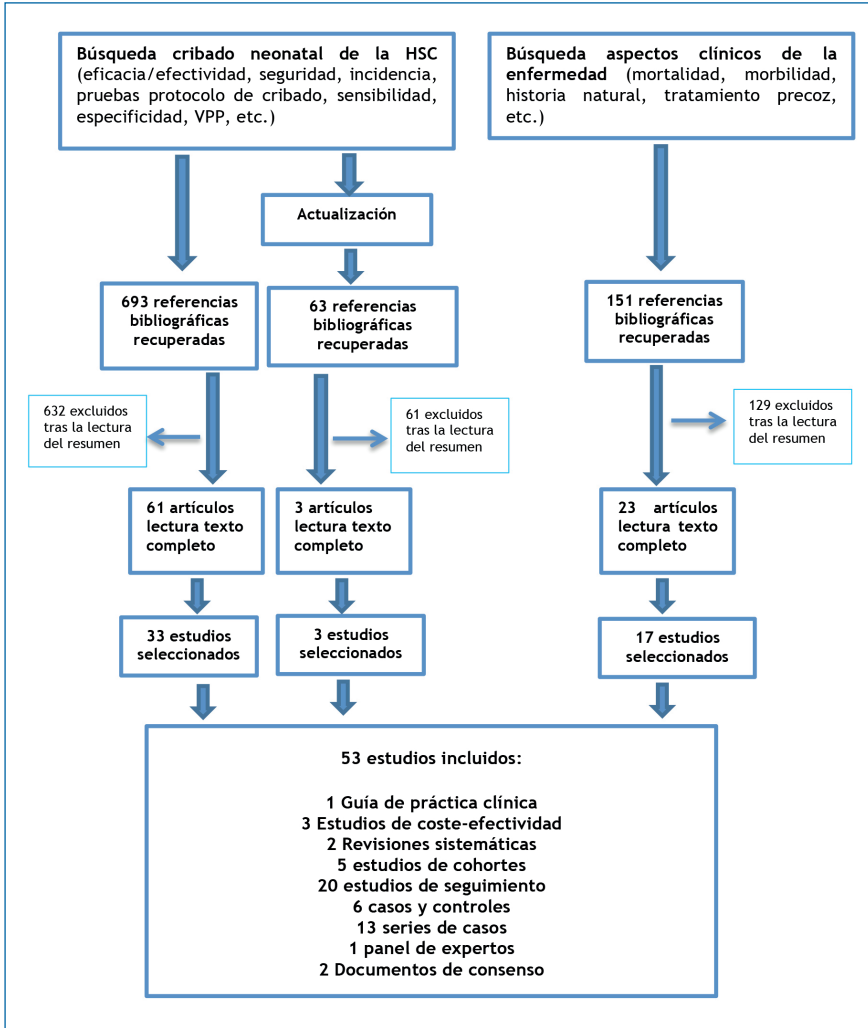 Búsqueda cribado neonatal de la HSC
(eficacia/efectividad, seguridad, incidencia,
pruebas protocolo de cribado, sensibilidad,
especificidad, VPP, etc.)
Búsqueda aspectos clínicos de la
enfermedad (mortalidad, morbilidad,
historia natural, tratamiento precoz,
etc.)
Actualización
693 referencias
bibliográficas
recuperadas
63 referencias
bibliográficas
recuperadas
151 referencias
bibliográficas
recuperadas
632 excluidos
tras la lectura
del resumen
61 excluidos
tras la lectura
del resumen
129 excluidos
tras la lectura
del resumen
61 artículos
lectura texto
completo
3 artículos
lectura texto
completo
23 artículos
lectura texto
completo
33 estudios
seleccionados
3 estudios
seleccionados
17 estudios
seleccionados
53 estudios incluidos:
1 Guía de práctica clínica
3 Estudios de coste-efectividad
2 Revisiones sistemáticas
5 estudios de cohortes
20 estudios de seguimiento
6 casos y controles
13 series de casos
1 panel de expertos
2 Documentos de consenso